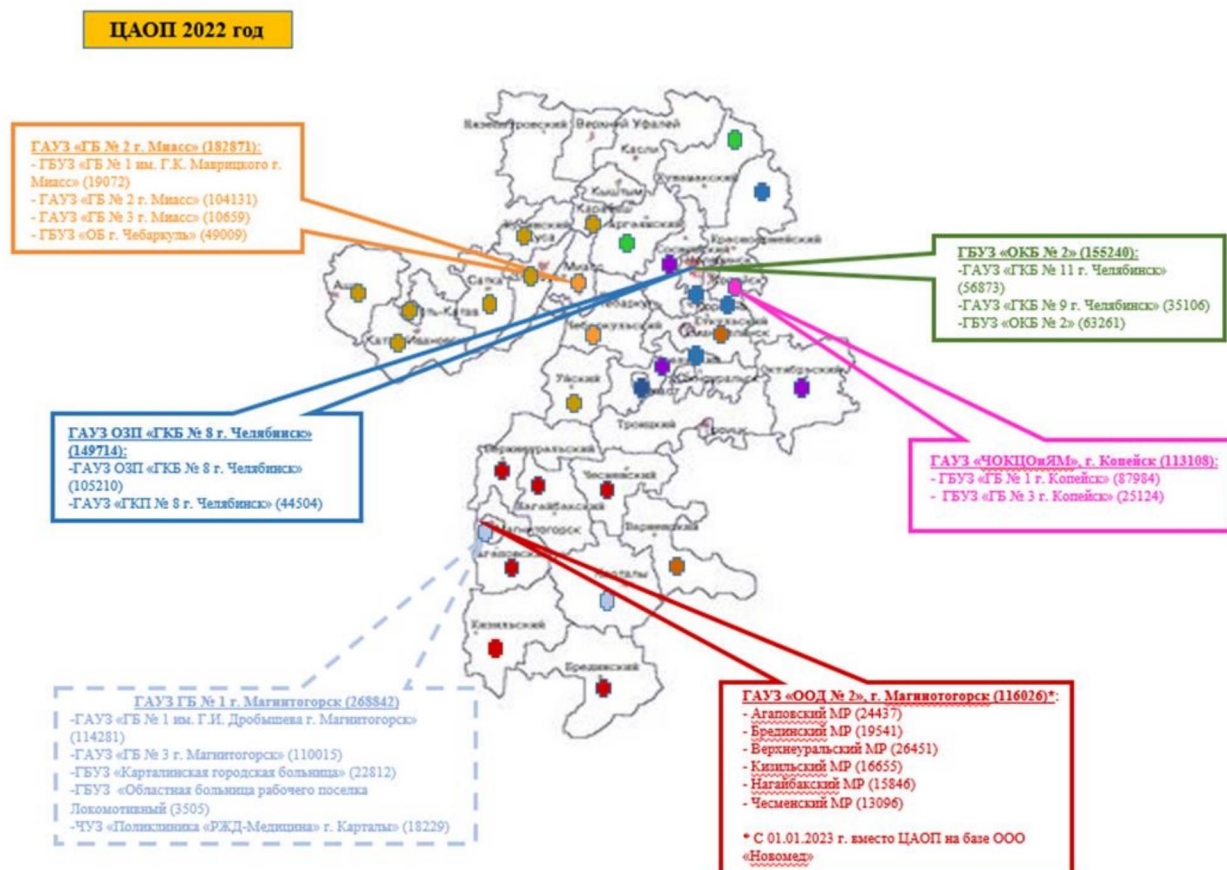 ЦАОП 2022 год
ГАУЗ «ГБ № 2 г. Миасс» (182871):
- ГБУЗ «ГБ № 1 им. Г.К. Маврицкого г.
Миасс» (19072)
- ГАУЗ «ГБ № 2 г. Миасс» (104131)
- ГАУЗ «ГБ № 3 г. Миасс» (10659)
- ГБУЗ «ОБ г. Чебаркуль» (49009)
ГБУЗ «ОКБ № 2» (155240):
-ГАУЗ «ГКБ № 11 г. Челябинск»
(56873)
-ГАУЗ «ГКБ № 9 г. Челябинск» (35106)
-ГБУЗ «ОКБ № 2» (63261)
ГАУЗ ОЗП «ГКБ № 8 г. Челябинск»
(149714):
-ГАУЗ ОЗП «ГКБ № 8 г. Челябинск»
(105210)
-ГАУЗ «ГКП № 8 г. Челябинск» (44504)
ГАУЗ «ЧОКЦОиЯМ», г. Копейск (113108):
- ГБУЗ «ГБ № 1 г. Копейск» (87984)
- ГБУЗ «ГБ № 3 г. Копейск» (25124)
ГАУЗ ГБ № 1 г. Магнитогорск (268842)
-ГАУЗ «ГБ № 1 им. Г.И. Дробышева г. Магнитогорск»
(114281)
-ГАУЗ «ГБ № 3 г. Магнитогорск» (110015)
-ГБУЗ «Карталинская городская больница» (22812)
-ГБУЗ «Областная больница рабочего поселка
Локомотивный (3505)
-ЧУЗ «Поликлиника «РЖД-Медицина» г. Карталы» (18229)
ГАУЗ «ООД № 2», г. Магниотогорск (116026)*:
- Агаповский МР (24437)
- Брединский МР (19541)
- Верхнеуральский МР (26451)
- Кизильский МР (16655)
- Нагайбакский МР (15846)
- Чесменский МР (13096)
* С 01.01.2023 г. вместо ЦАОП на базе ООО
«Новомед»
Верхний Уфалей
Касли
Кунашакский
Кыштым
Карабаш
Аргаяшский
Красноармейский
Миасс
Сатка
Чебаркульский
Еткульский
Уйский
Октябрьский
Троицкий
Верхнеуральский
Чесменский
Магнитогорск
Варненский
Карталы
Кизильский
Брединский